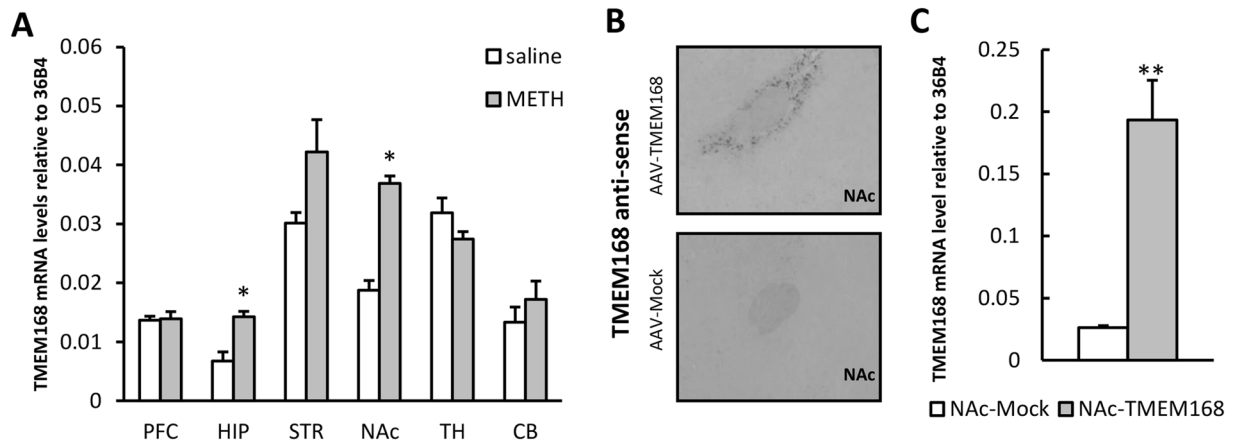 A
TMEM168 mRNA levels relative to 36B4
0.06
0.05
0.04
0.03
0.02
0.01
0
saline
METH
*
*
PFC HIP STR NAc TH CB
B
TMEM168 anti-sense
AAV-TMEM168
NAc
AAV-Mock
NAc
C
TMEM168 mRNA level relative to 36B4
0.25
0.2
0.15
0.1
0.05
0
**
NAc-Mock NAc-TMEM168